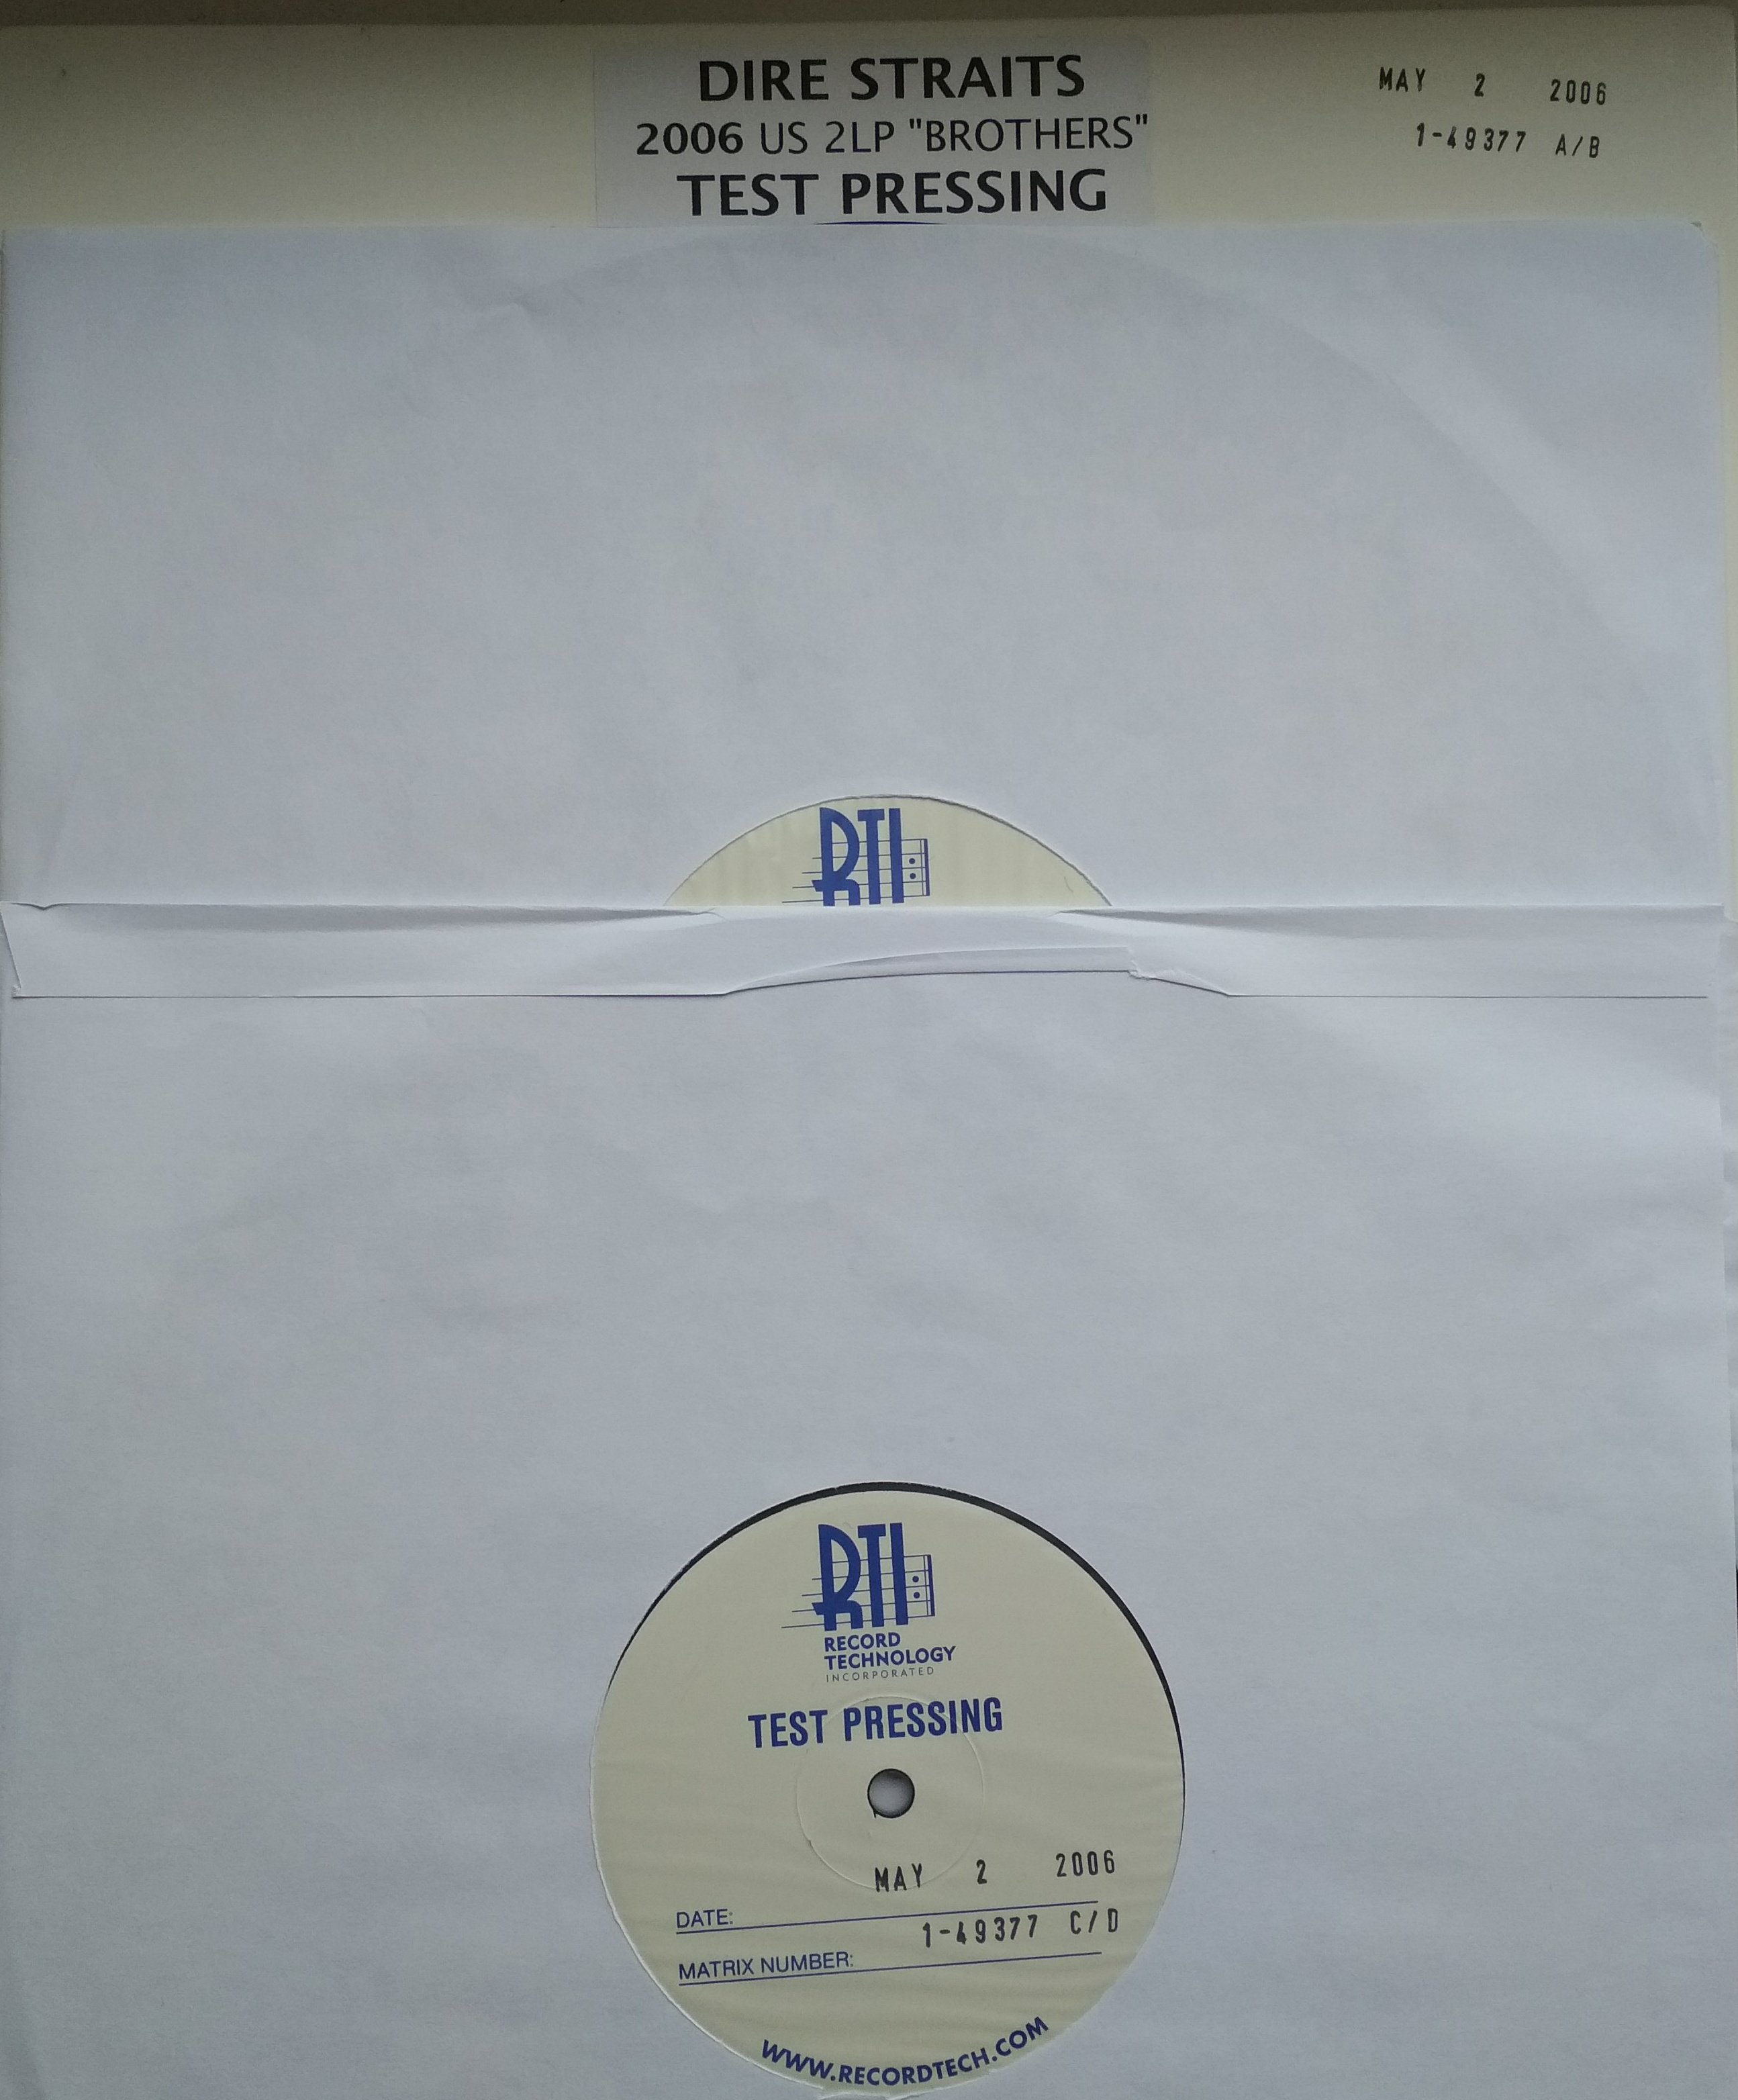 DIRE STRAITS
2006 US 2LP "BROTHERS"
TEST PRESSING
MAY 2 2006
1-49377 A/B
RTI
RTI
RECORD
TECHNOLOGY
INCORPORATED
TEST PRESSING
MAY 2 2006
DATE:
1-49377 C/D
MATRIX NUMBER:
WWW.RECORDTECH.COM